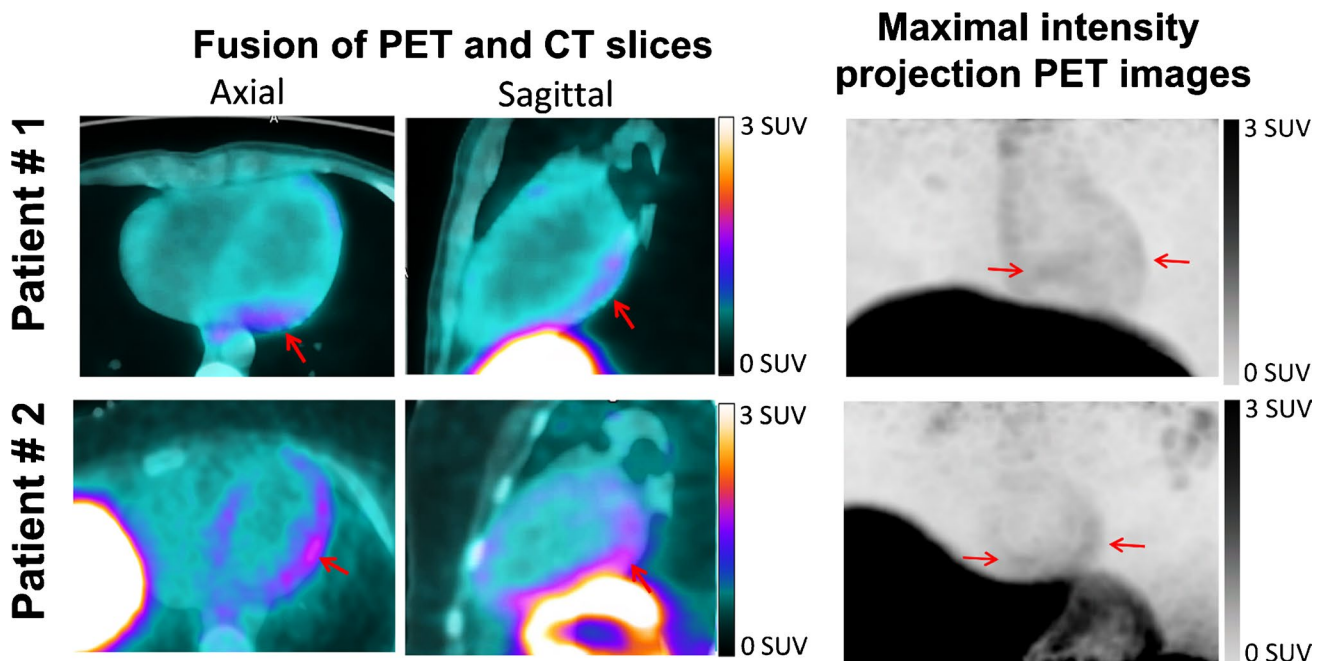 Fusion of PET and CT slices
Maximal intensity
projection PET images
Axial
Sagittal
Patient # 1
A
3 SUV
0 SUV
3 SUV
0 SUV
Patient # 2
3 SUV
0 SUV
3 SUV
0 SUV